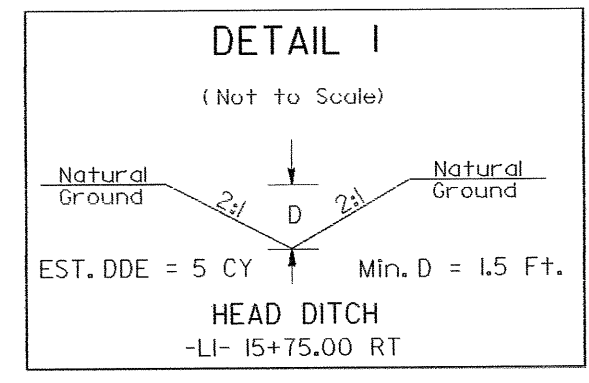 DETAIL 1
(Not to Scale)
Natural Ground
Natural Ground
2:1
D
2:1
EST. DDE = 5 CY
Min. D = 1.5 Ft.
HEAD DITCH
-L1- 15+75.00 RT